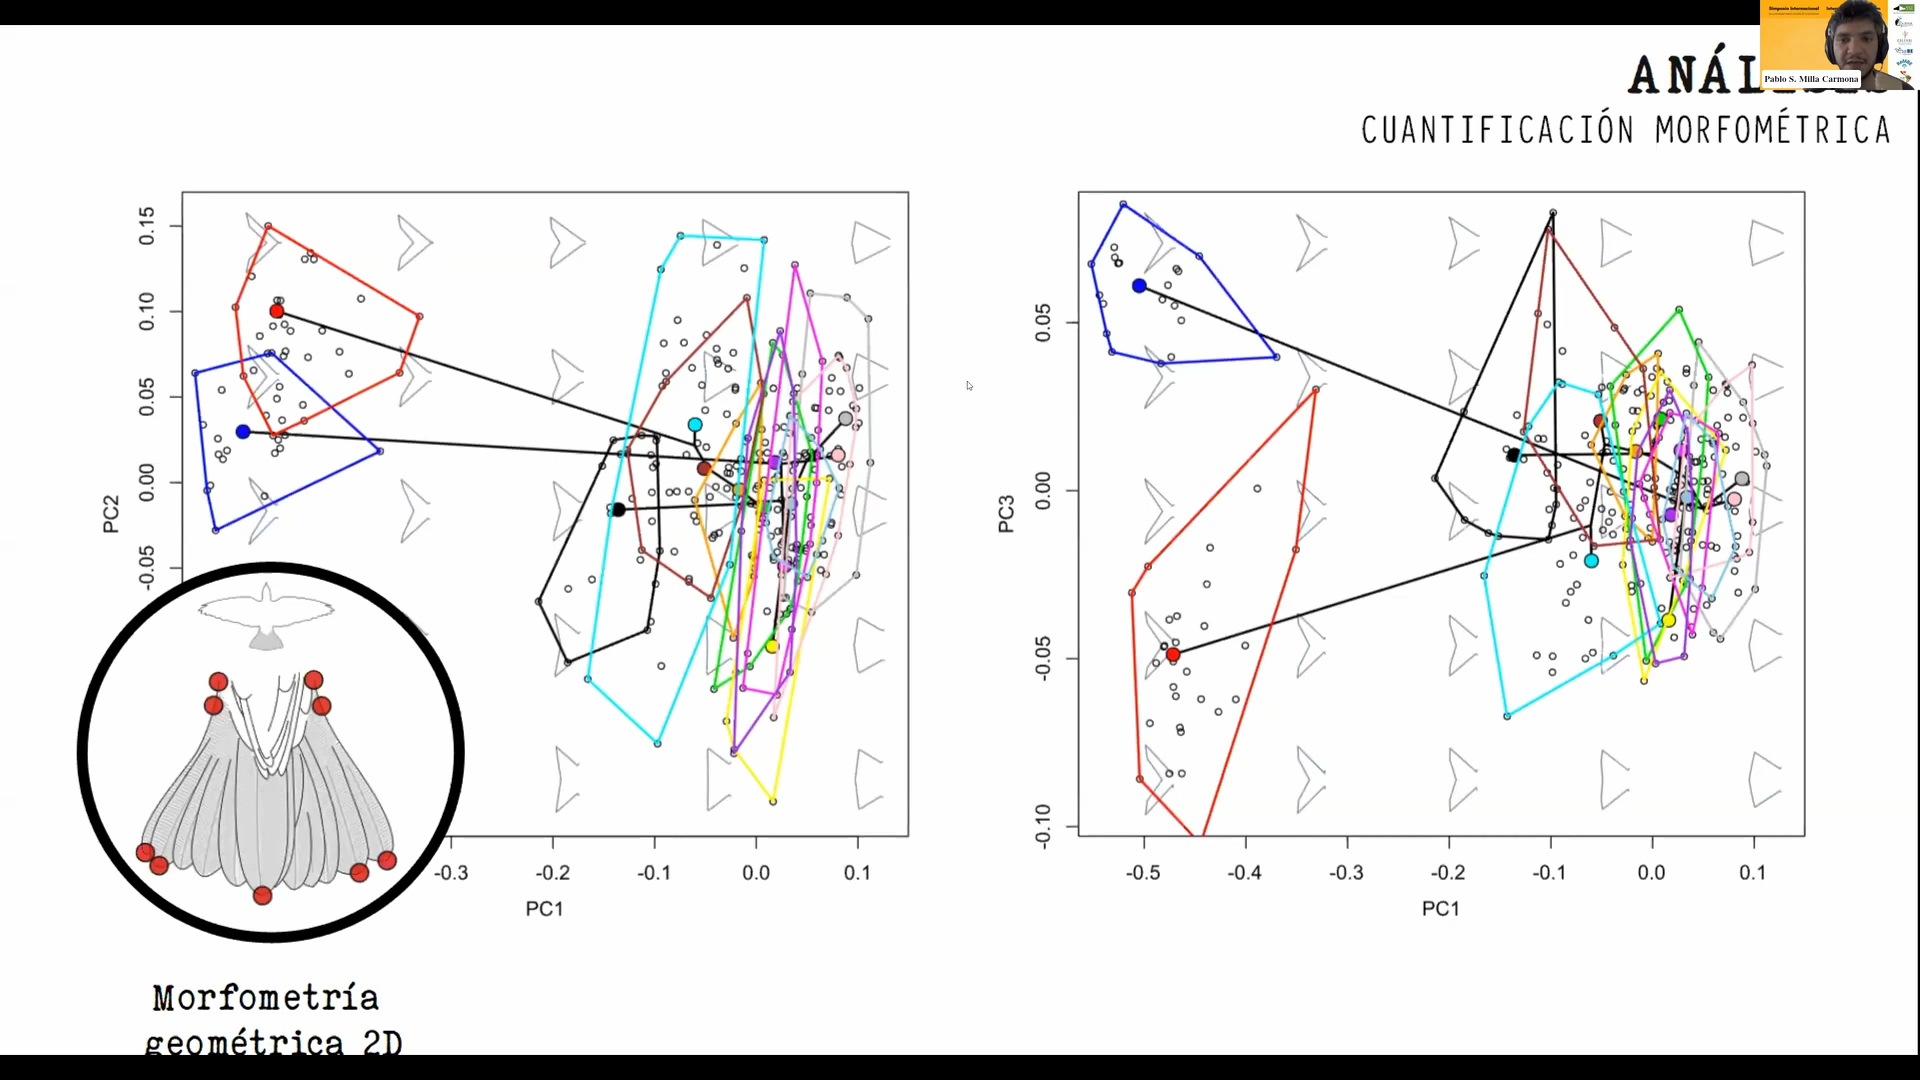 Simposio Internacional
Pablo S. Milla Carmona
CUANTIFICACIÓN MORFOMÉTRICA
0.15
0.10
0.05
0.00
-0.05
PC2
-0.3
-0.2
-0.1
0.0
0.1
PC1
0.05
0.00
-0.05
-0.10
PC3
-0.5
-0.4
-0.3
-0.2
-0.1
0.0
0.1
PC1
Morfometría
geométrica 2D